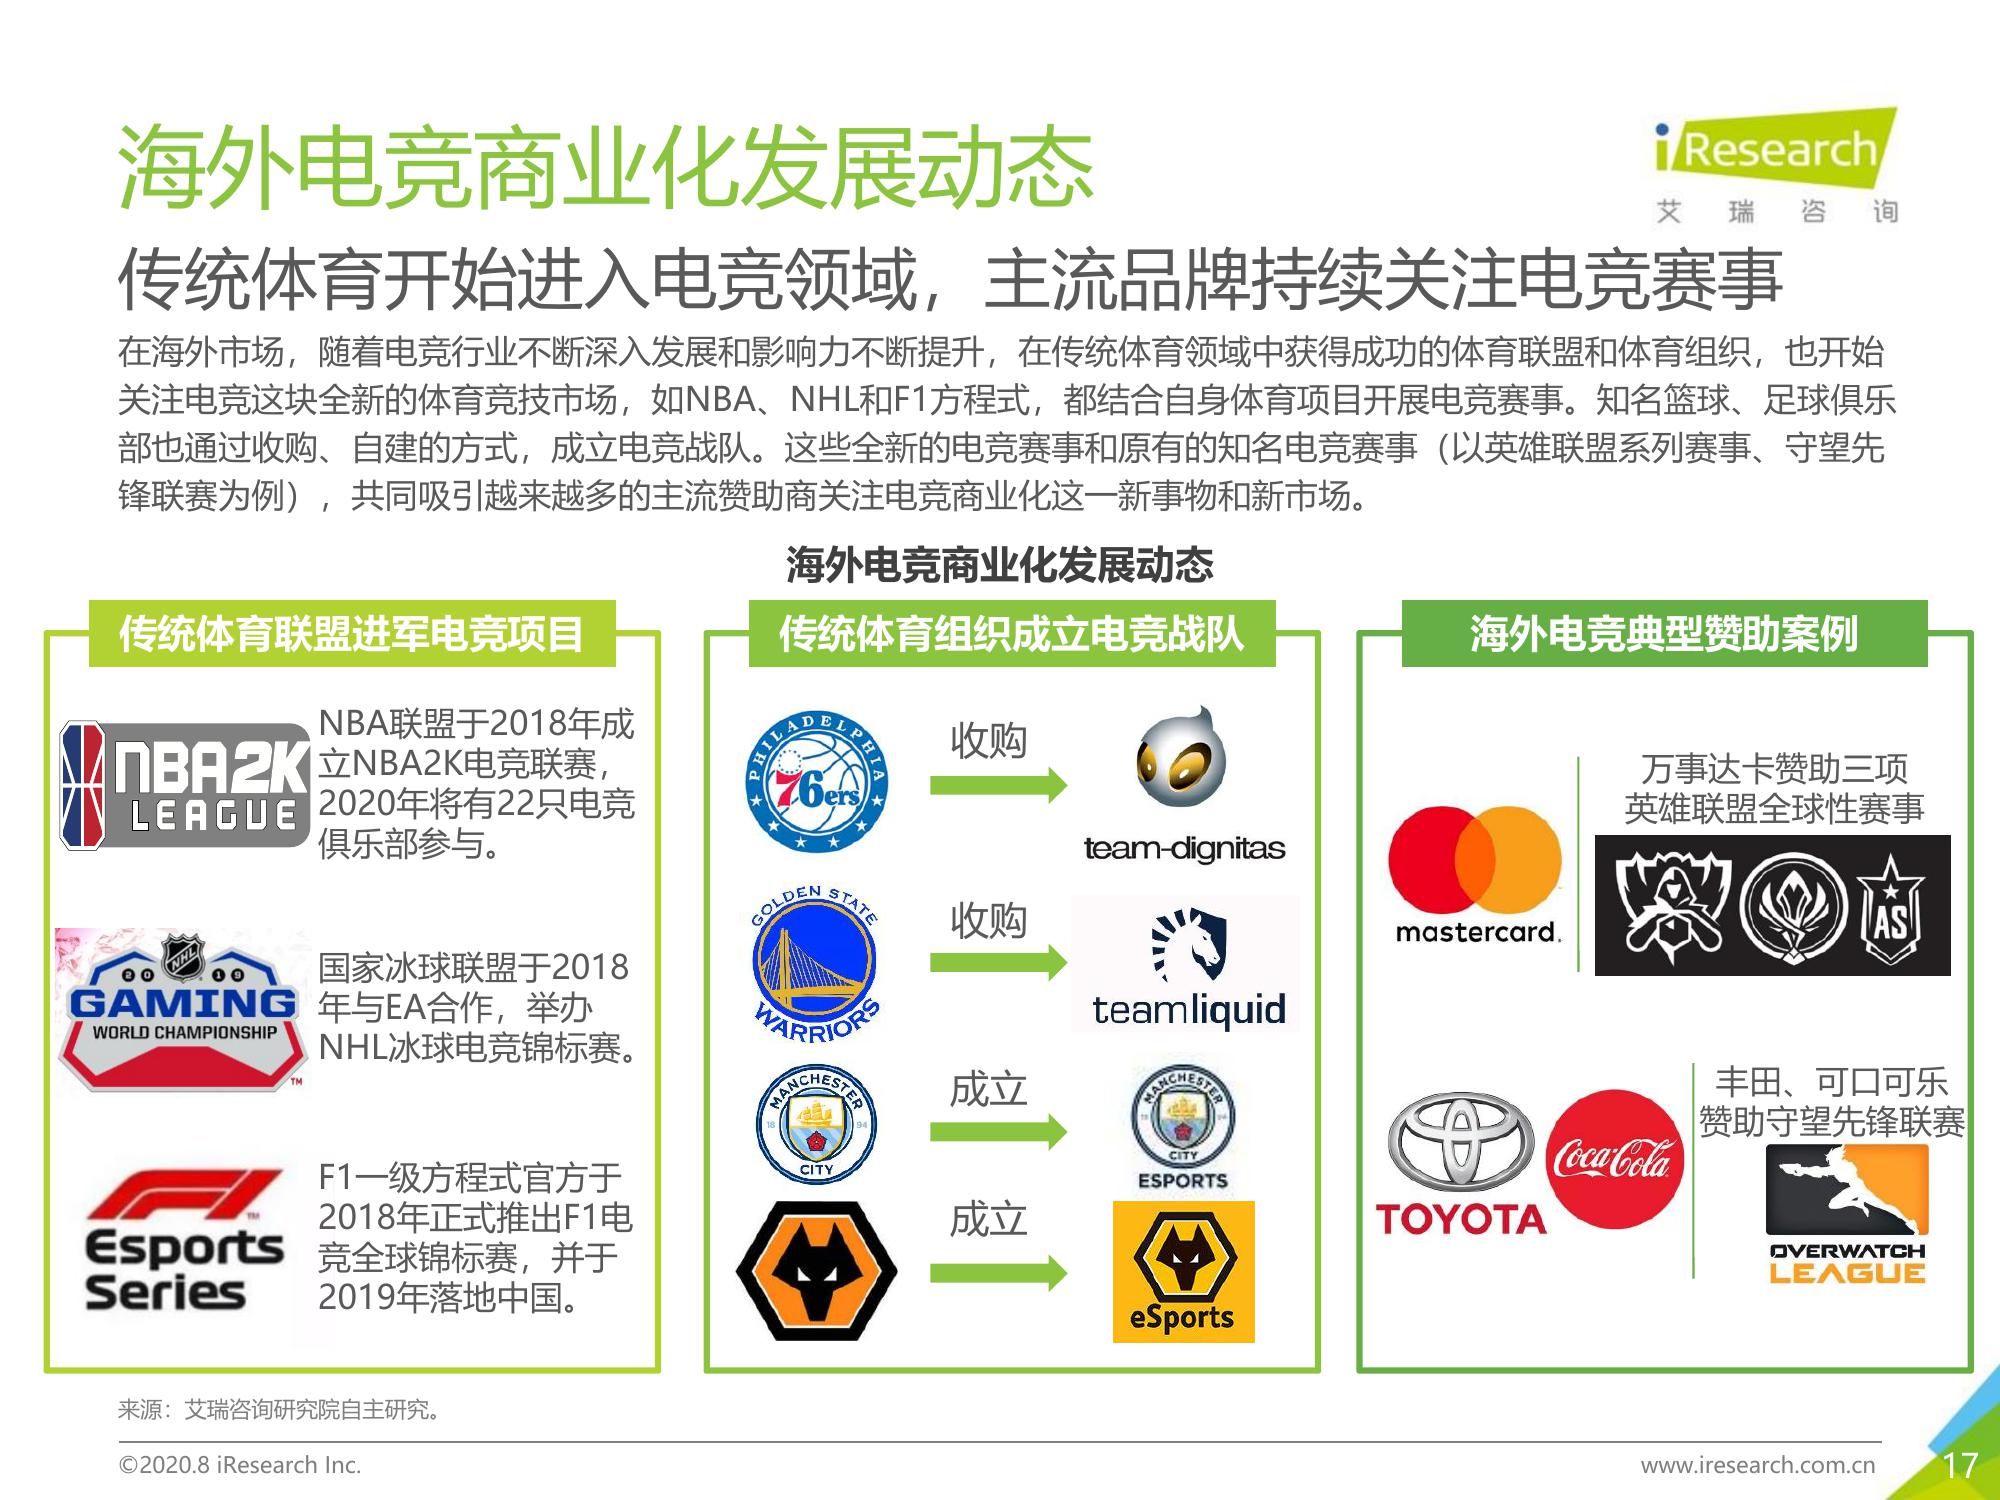 海外电竞商业化发展动态
iResearch
艾瑞咨询
传统体育开始进入电竞领域，主流品牌持续关注电竞赛事
在海外市场，随着电竞行业不断深入发展和影响力不断提升，在传统体育领域中获得成功的体育联盟和体育组织，也开始
关注电竞这块全新的体育竞技市场，如NBA、NHL和F1方程式，都结合自身体育项目开展电竞赛事。知名篮球、足球俱乐
部也通过收购、自建的方式，成立电竞战队。这些全新的电竞赛事和原有的知名电竞赛事（以英雄联盟系列赛事、守望先
锋联赛为例），共同吸引越来越多的主流赞助商关注电竞商业化这一新事物和新市场。
海外电竞商业化发展动态
传统体育联盟进军电竞项目
NBA2K
LEAGUE
NBA联盟于2018年成
立NBA2K电竞联赛，
2020年将有22只电竞
俱乐部参与。
NHL
2019
GAMING
WORLD CHAMPIONSHIP
TM
国家冰球联盟于2018
年与EA合作，举办
NHL冰球电竞锦标赛。
Esports
Series
F1一级方程式官方于
2018年正式推出F1电
竞全球锦标赛，并于
2019年落地中国。
传统体育组织成立电竞战队
PHILADELPHIA
76ers
收购
team-dignitas
GOLDEN STATE
WARRIORS
收购
teamliquid
MANCHESTER
18 94
CITY
成立
MANCHESTER
CITY
ESPORTS
成立
eSports
海外电竞典型赞助案例
mastercard.
万事达卡赞助三项
英雄联盟全球性赛事
AS
TOYOTA
Coca-Cola
丰田、可口可乐
赞助守望先锋联赛
OVERWATCH
LEAGUE
来源：艾瑞咨询研究院自主研究。
©2020.8 iResearch Inc.
www.iresearch.com.cn
17